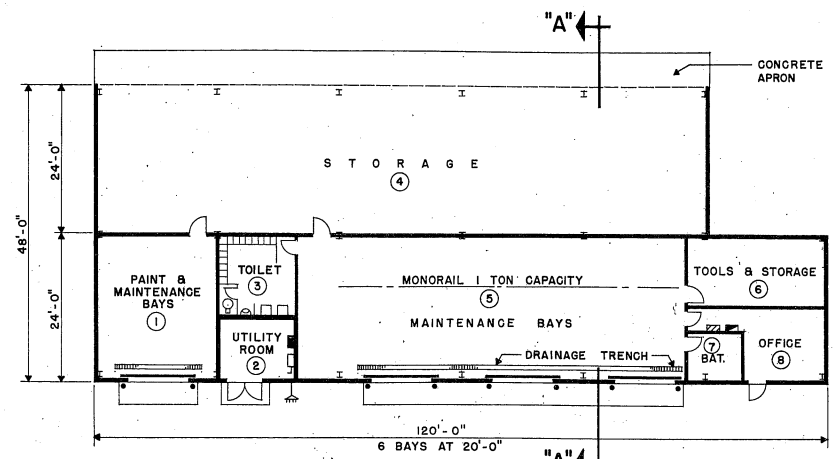 "A"
CONCRETE
APRON
24'-0"
48'-0"
24'-0"
STORAGE
4
PAINT &
MAINTENANCE
BAYS
1
TOILET
3
UTILITY
ROOM
2
MONORAIL 1 TON CAPACITY
5
MAINTENANCE BAYS
DRAINAGE TRENCH
TOOLS & STORAGE
6
7
BAT.
OFFICE
8
120'-0"
6 BAYS AT 20'-0"
"A"